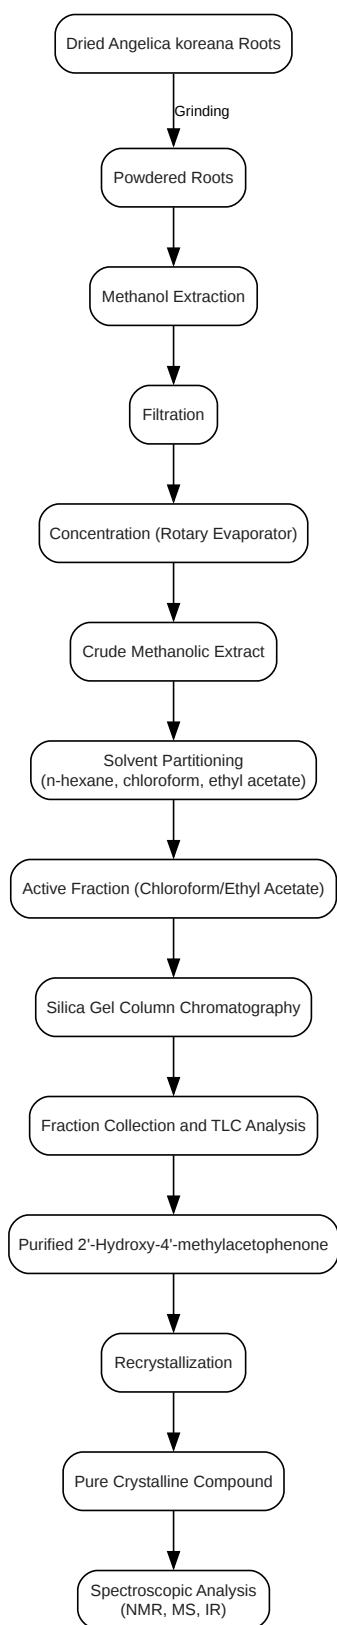 Dried Angelica koreana Roots
Grinding
Powdered Roots
Methanol Extraction
Filtration
Concentration (Rotary Evaporator)
Crude Methanolic Extract
Solvent Partitioning
(n-hexane, chloroform, ethyl acetate)
Active Fraction (Chloroform/Ethyl Acetate)
Silica Gel Column Chromatography
Fraction Collection and TLC Analysis
Purified 2'-Hydroxy-4'-methylacetophenone
Recrystallization
Pure Crystalline Compound
Spectroscopic Analysis
(NMR, MS, IR)